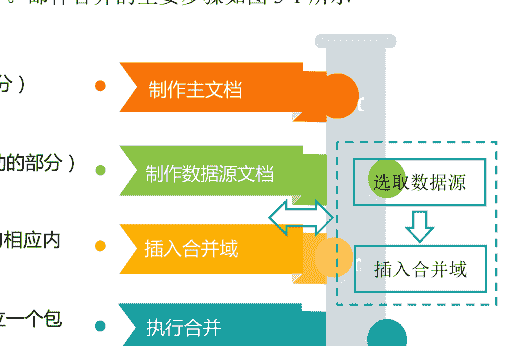 分）
制作主文档
的部分）
制作数据源文档
选取数据源
相应内
插入合并域
插入合并域
一个包
执行合并